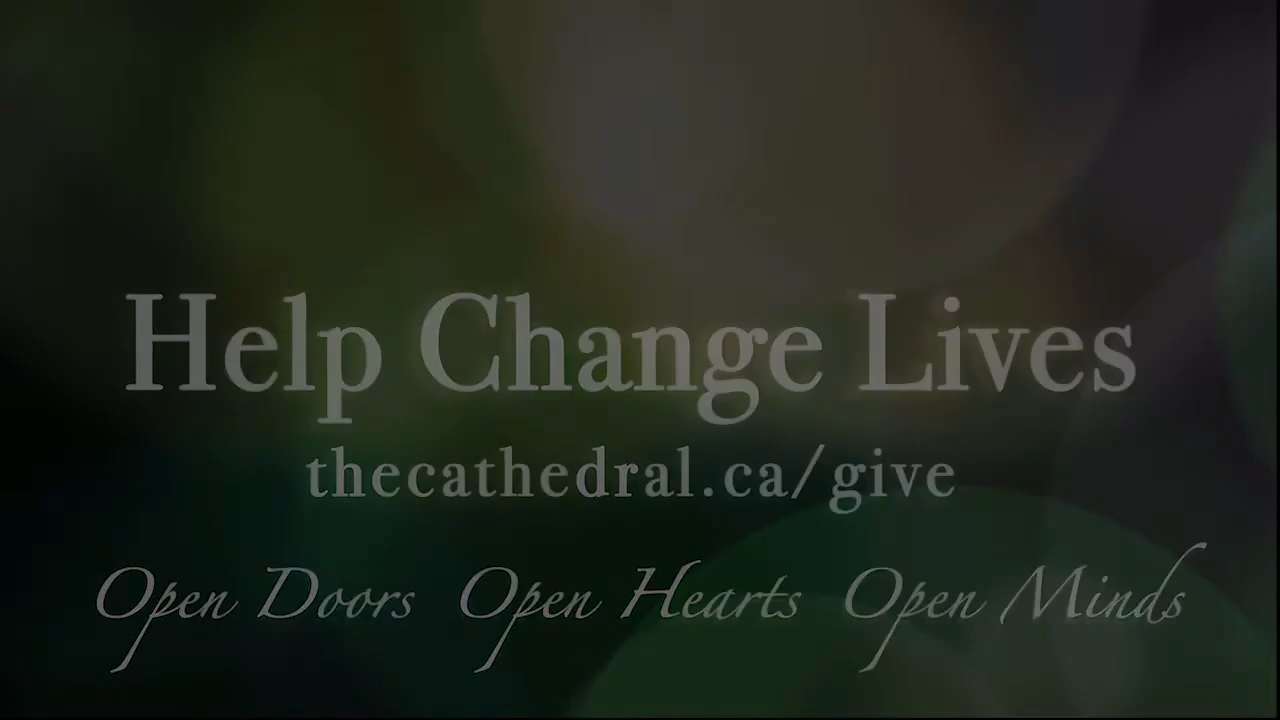 Help Change Lives
thecathedral.ca/give
Open Doors Open Hearts Open Minds